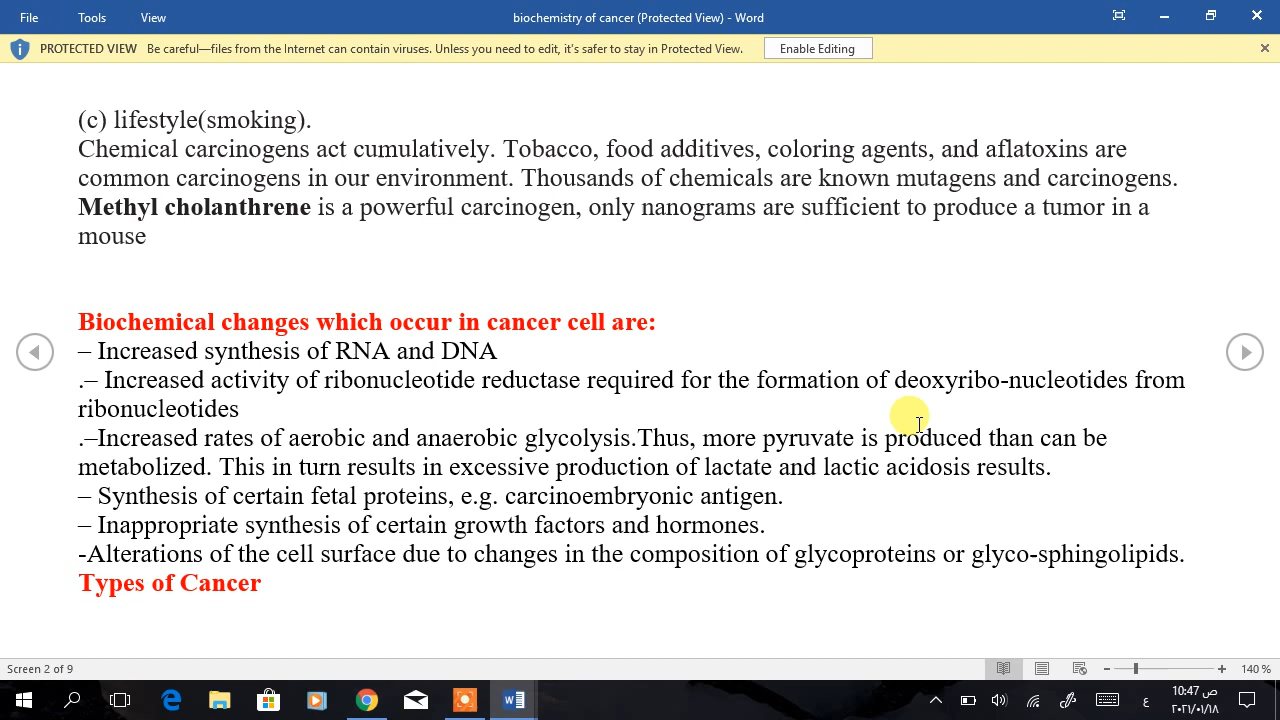 File Tools View biochemistry of cancer (Protected View) - Word
PROTECTED VIEW Be careful—files from the Internet can contain viruses. Unless you need to edit, it's safer to stay in Protected View. Enable Editing
(c) lifestyle(smoking).
Chemical carcinogens act cumulatively. Tobacco, food additives, coloring agents, and aflatoxins are
common carcinogens in our environment. Thousands of chemicals are known mutagens and carcinogens.
Methyl cholanthrene is a powerful carcinogen, only nanograms are sufficient to produce a tumor in a
mouse
Biochemical changes which occur in cancer cell are:
– Increased synthesis of RNA and DNA
.– Increased activity of ribonucleotide reductase required for the formation of deoxyribo-nucleotides from
ribonucleotides
.–Increased rates of aerobic and anaerobic glycolysis.Thus, more pyruvate is produced than can be
metabolized. This in turn results in excessive production of lactate and lactic acidosis results.
– Synthesis of certain fetal proteins, e.g. carcinoembryonic antigen.
– Inappropriate synthesis of certain growth factors and hormones.
-Alterations of the cell surface due to changes in the composition of glycoproteins or glyco-sphingolipids.
Types of Cancer
Screen 2 of 9 140 %
ع 10:47 ص
٢٠٢١/٠١/١٨